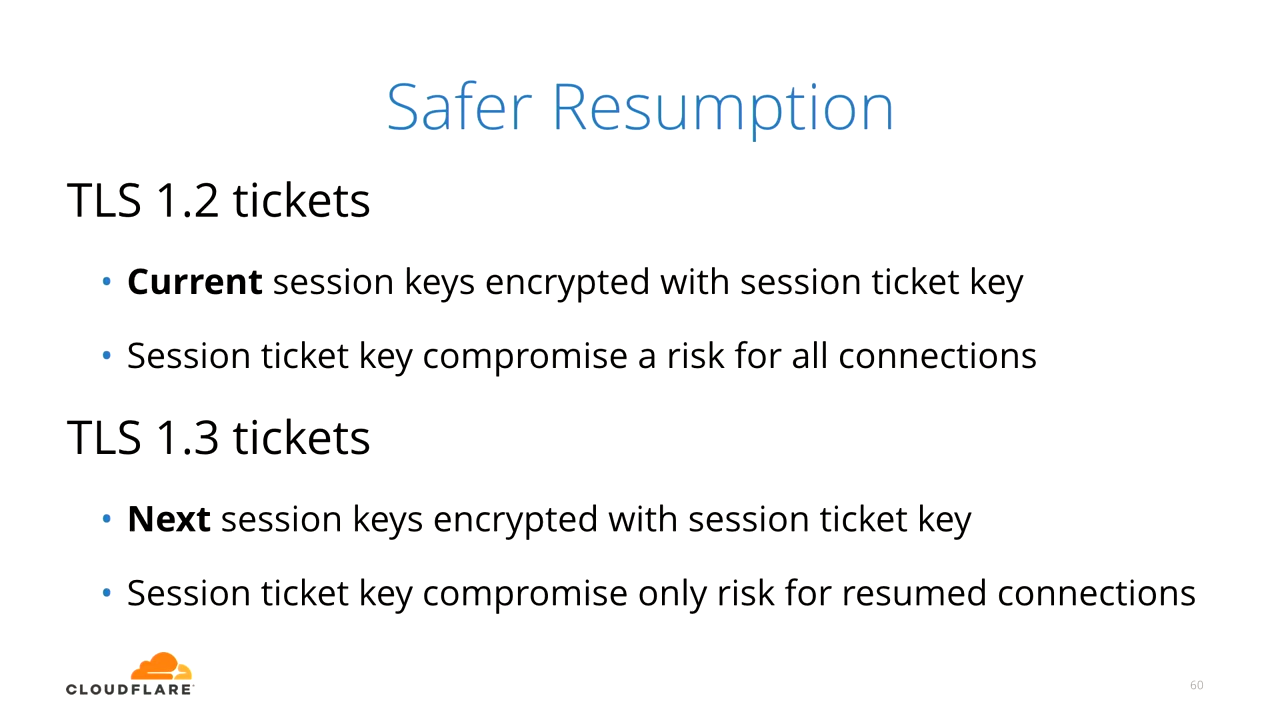 Safer Resumption
TLS 1.2 tickets
• Current session keys encrypted with session ticket key
• Session ticket key compromise a risk for all connections
TLS 1.3 tickets
• Next session keys encrypted with session ticket key
• Session ticket key compromise only risk for resumed connections
CLOUDFLARE
60